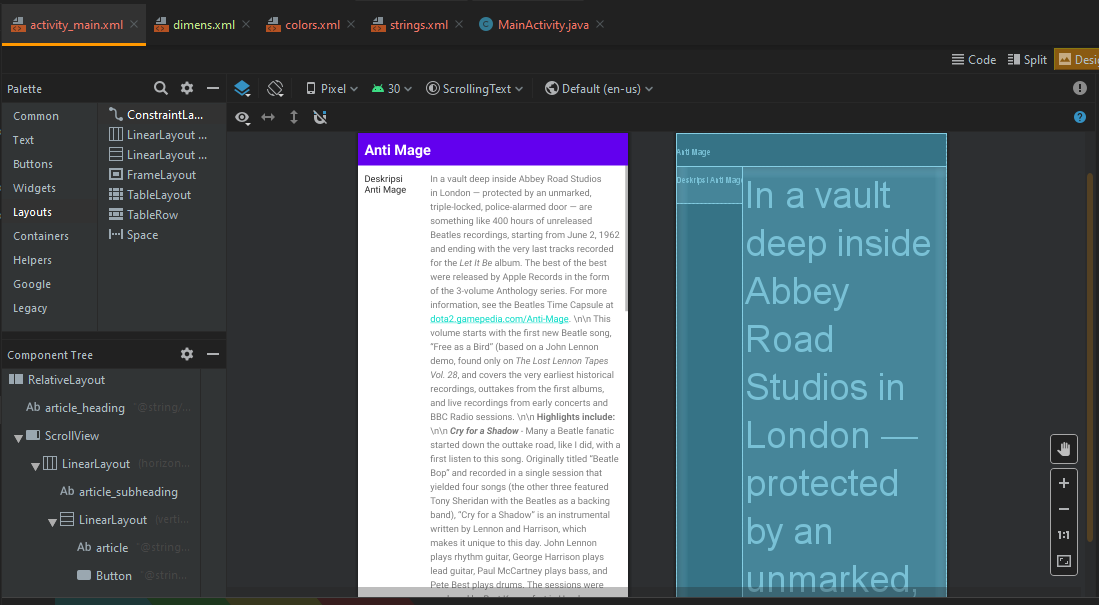 activity_main.xml
dimens.xml
colors.xml
strings.xml
MainActivity.java
Code
Split
Desi
Palette
Pixel
30
ScrollingText
Default (en-us)
Common
Text
Buttons
Widgets
Layouts
Containers
Helpers
Google
Legacy
ConstraintLa...
LinearLayout ...
LinearLayout ...
FrameLayout
TableLayout
TableRow
Space
Component Tree
RelativeLayout
Ab article_heading "@string/...
ScrollView
LinearLayout (horizon...
Ab article_subheading
LinearLayout (verti...
Ab article "@string...
Button "@strin...
Anti Mage
Deskripsi
Anti Mage
In a vault deep inside Abbey Road Studios
in London — protected by an unmarked,
triple-locked, police-alarmed door — are
something like 400 hours of unreleased
Beatles recordings, starting from June 2, 1962
and ending with the very last tracks recorded
for the Let It Be album. The best of the best
were released by Apple Records in the form
of the 3-volume Anthology series. For more
information, see the Beatles Time Capsule at
dota2.gamepedia.com/Anti-Mage. \n\n This
volume starts with the first new Beatle song,
“Free as a Bird” (based on a John Lennon
demo, found only on The Lost Lennon Tapes
Vol. 28, and covers the very earliest historical
recordings, outtakes from the first albums,
and live recordings from early concerts and
BBC Radio sessions. \n\n Highlights include:
\n\n Cry for a Shadow - Many a Beatle fanatic
started down the outtake road, like I did, with a
first listen to this song. Originally titled “Beatle
Bop” and recorded in a single session that
yielded four songs (the other three featured
Tony Sheridan with the Beatles as a backing
band), “Cry for a Shadow” is an instrumental
written by Lennon and Harrison, which
makes it unique to this day. John Lennon
plays rhythm guitar, George Harrison plays
lead guitar, Paul McCartney plays bass, and
Pete Best plays drums. The sessions were
Anti Mage
Deskripsi Anti Mage
In a vault
deep inside
Abbey
Road
Studios in
London —
protected
by an
unmarked,
1:1